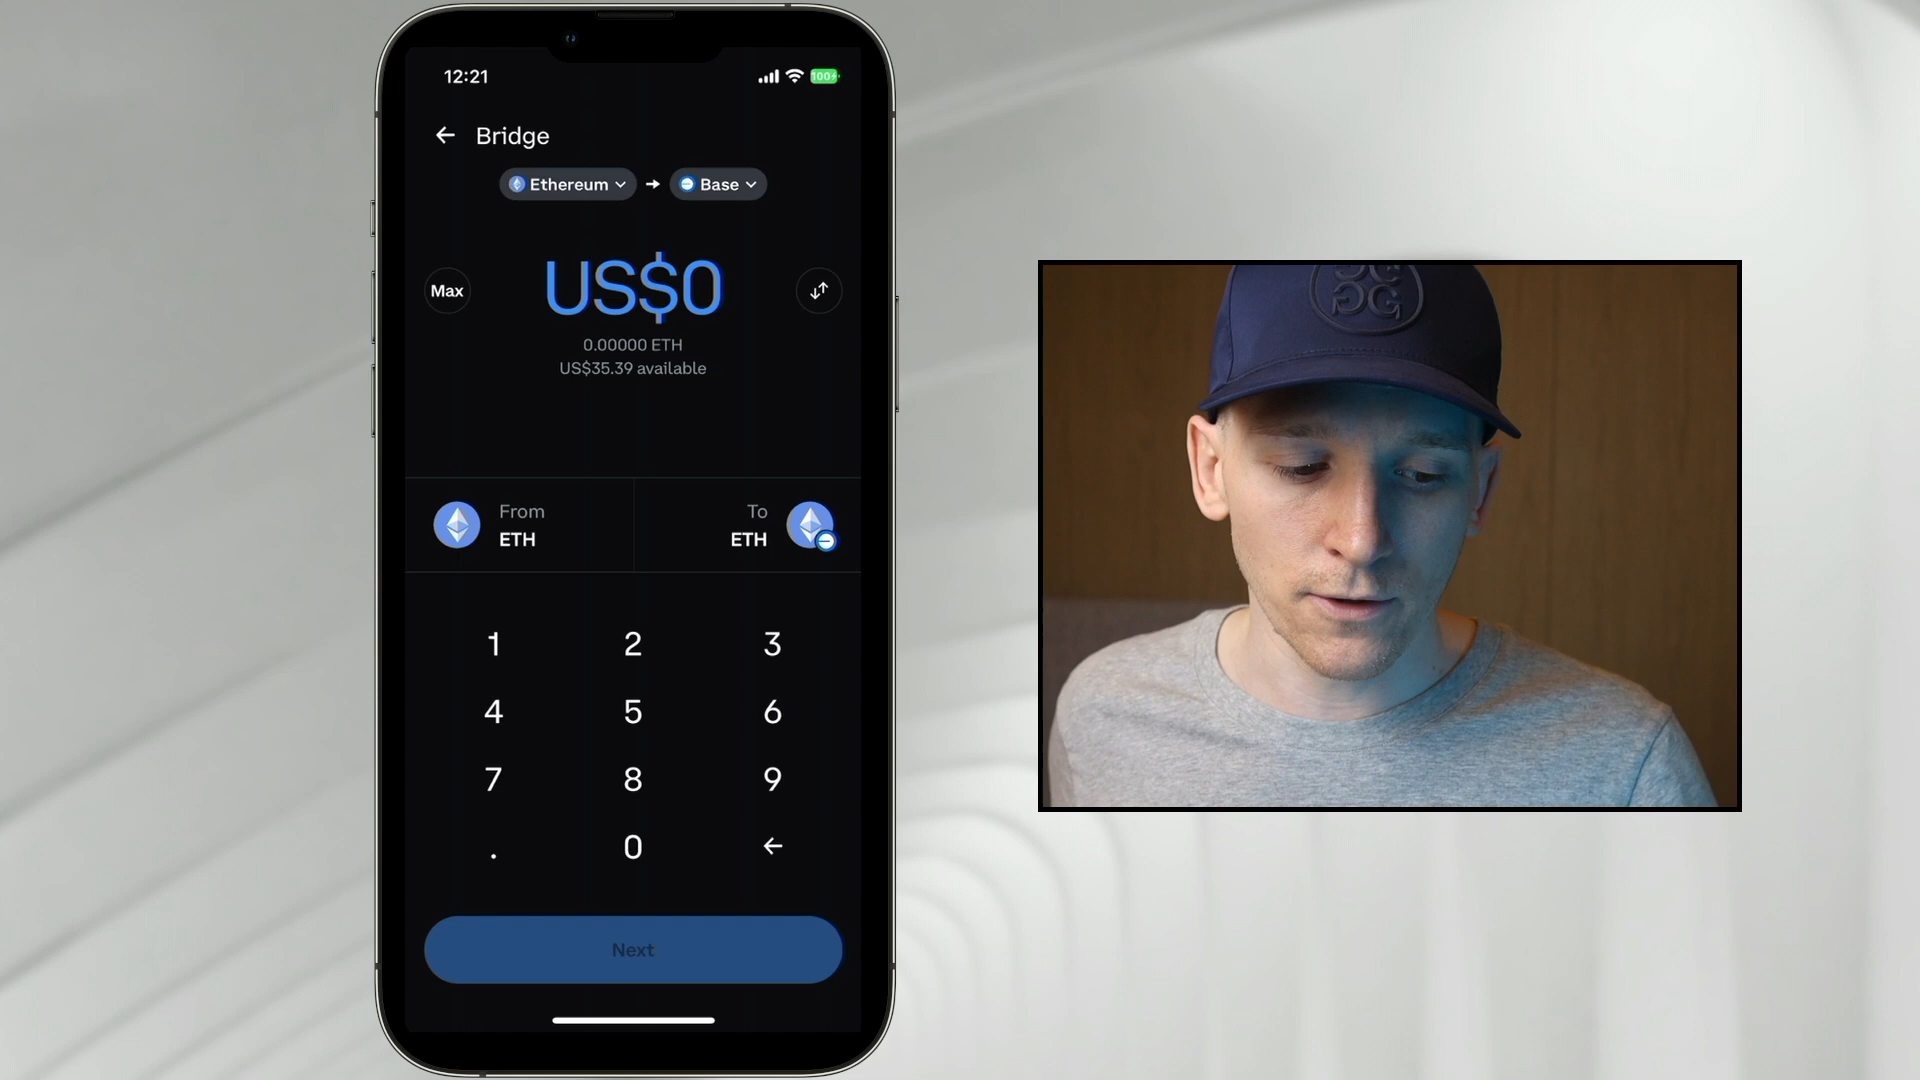 12:21
100
Bridge
Ethereum
Base
Max
US$0
0.00000 ETH
US$35.39 available
From
ETH
To
ETH
1 2 3
4 5 6
7 8 9
. 0
Next